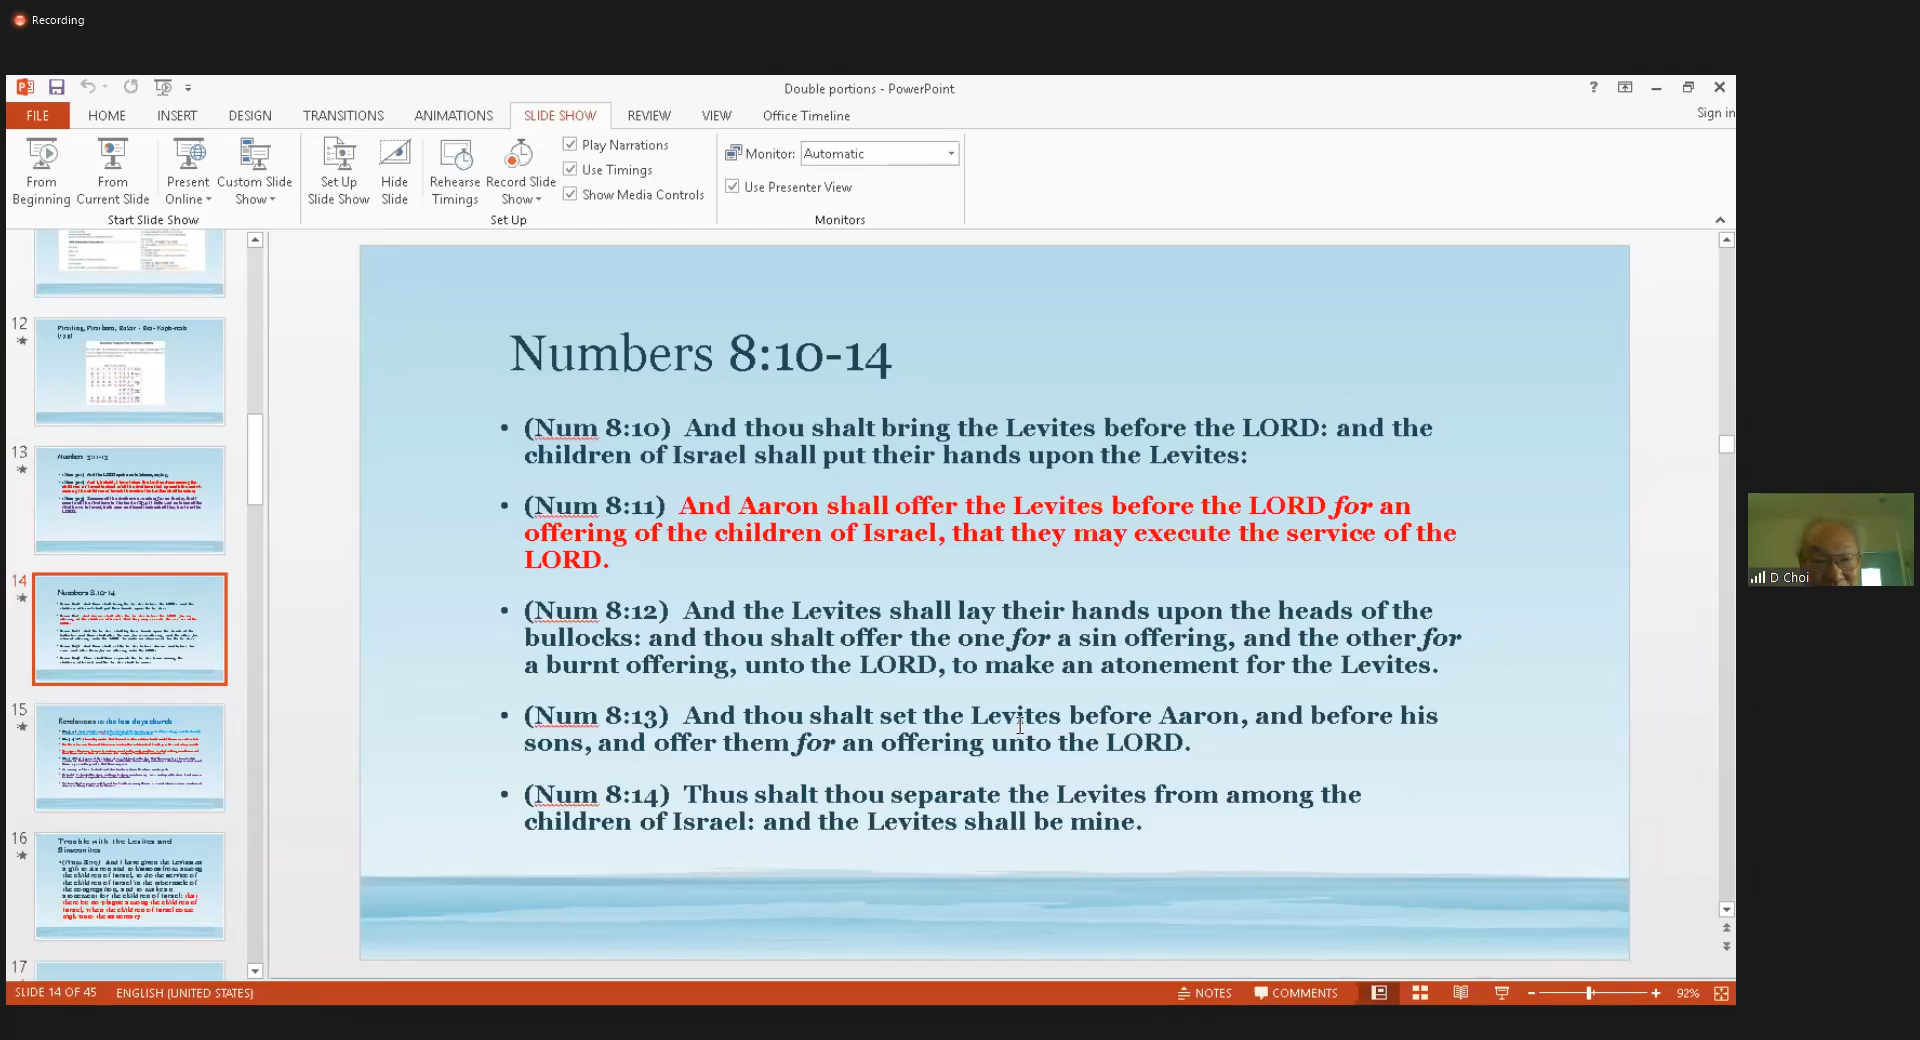 Recording
Double portions - PowerPoint
?
FILE
HOME
INSERT
DESIGN
TRANSITIONS
ANIMATIONS
SLIDE SHOW
REVIEW
VIEW
Office Timeline
Sign in
From Beginning
From Current Slide
Present Online
Custom Slide Show
Start Slide Show
Set Up Slide Show
Hide Slide
Rehearse Timings
Record Slide Show
Play Narrations
Use Timings
Show Media Controls
Set Up
Monitor: Automatic
Use Presenter View
Monitors
12
13
14
Numbers 8:10-14
15
16
Trouble with the Levites and
Simeonites
17
Numbers 8:10-14
• (Num 8:10) And thou shalt bring the Levites before the LORD: and the
children of Israel shall put their hands upon the Levites:
• (Num 8:11) And Aaron shall offer the Levites before the LORD for an
offering of the children of Israel, that they may execute the service of the
LORD.
• (Num 8:12) And the Levites shall lay their hands upon the heads of the
bullocks: and thou shalt offer the one for a sin offering, and the other for
a burnt offering, unto the LORD, to make an atonement for the Levites.
• (Num 8:13) And thou shalt set the Levites before Aaron, and before his
sons, and offer them for an offering unto the LORD.
• (Num 8:14) Thus shalt thou separate the Levites from among the
children of Israel: and the Levites shall be mine.
D Choi
SLIDE 14 OF 45
ENGLISH (UNITED STATES)
NOTES
COMMENTS
92%